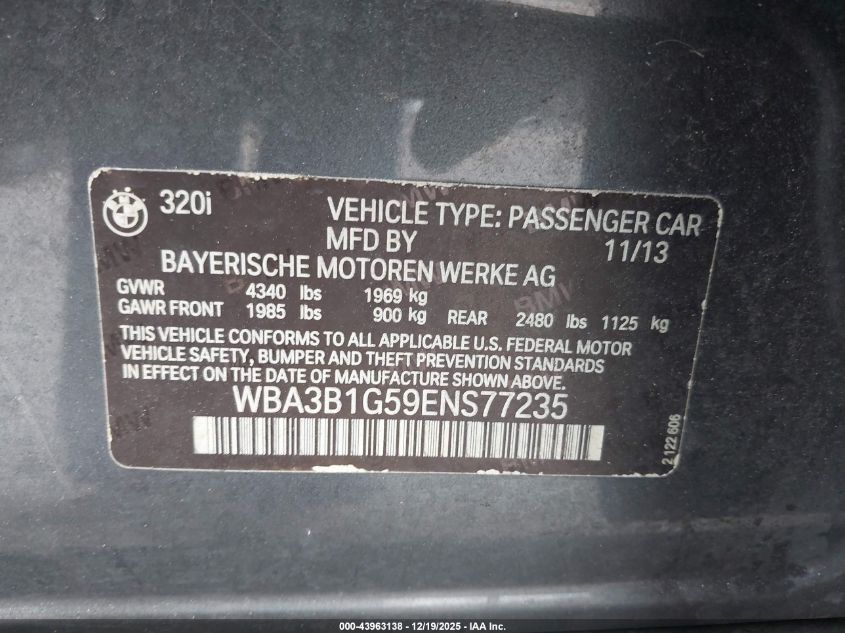 320i
VEHICLE TYPE: PASSENGER CAR
MFD BY 11/13
BAYERISCHE MOTOREN WERKE AG
GVWR 4340 lbs 1969 kg
GAWR FRONT 1985 lbs 900 kg REAR 2480 lbs 1125 kg
THIS VEHICLE CONFORMS TO ALL APPLICABLE U.S. FEDERAL MOTOR
VEHICLE SAFETY, BUMPER AND THEFT PREVENTION STANDARDS
IN EFFECT ON THE DATE OF MANUFACTURE SHOWN ABOVE.
WBA3B1G59ENS77235
2 122 606
000-43963138 - 12/19/2025 - IAA Inc.